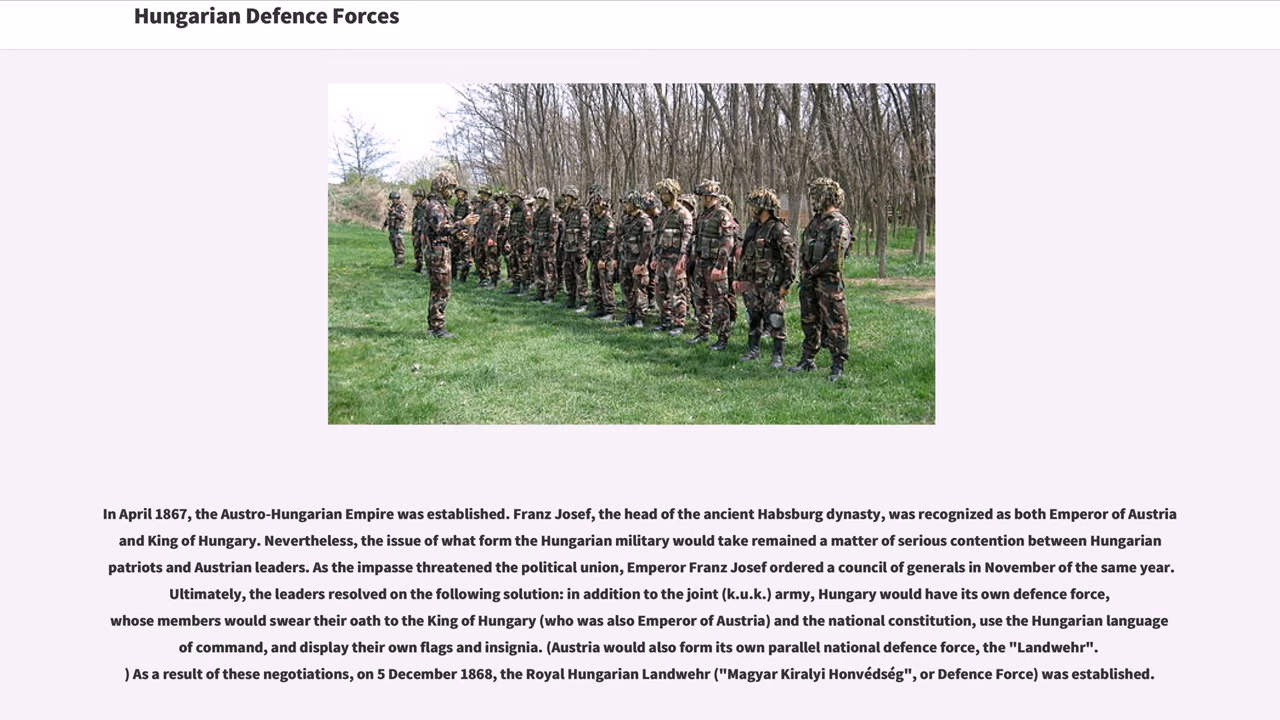 Hungarian Defence Forces
In April 1867, the Austro-Hungarian Empire was established. Franz Josef, the head of the ancient Habsburg dynasty, was recognized as both Emperor of Austria
and King of Hungary. Nevertheless, the issue of what form the Hungarian military would take remained a matter of serious contention between Hungarian
patriots and Austrian leaders. As the impasse threatened the political union, Emperor Franz Josef ordered a council of generals in November of the same year.
Ultimately, the leaders resolved on the following solution: in addition to the joint (k.u.k.) army, Hungary would have its own defence force,
whose members would swear their oath to the King of Hungary (who was also Emperor of Austria) and the national constitution, use the Hungarian language
of command, and display their own flags and insignia. (Austria would also form its own parallel national defence force, the "Landwehr".
) As a result of these negotiations, on 5 December 1868, the Royal Hungarian Landwehr ("Magyar Kiralyi Honvédség", or Defence Force) was established.